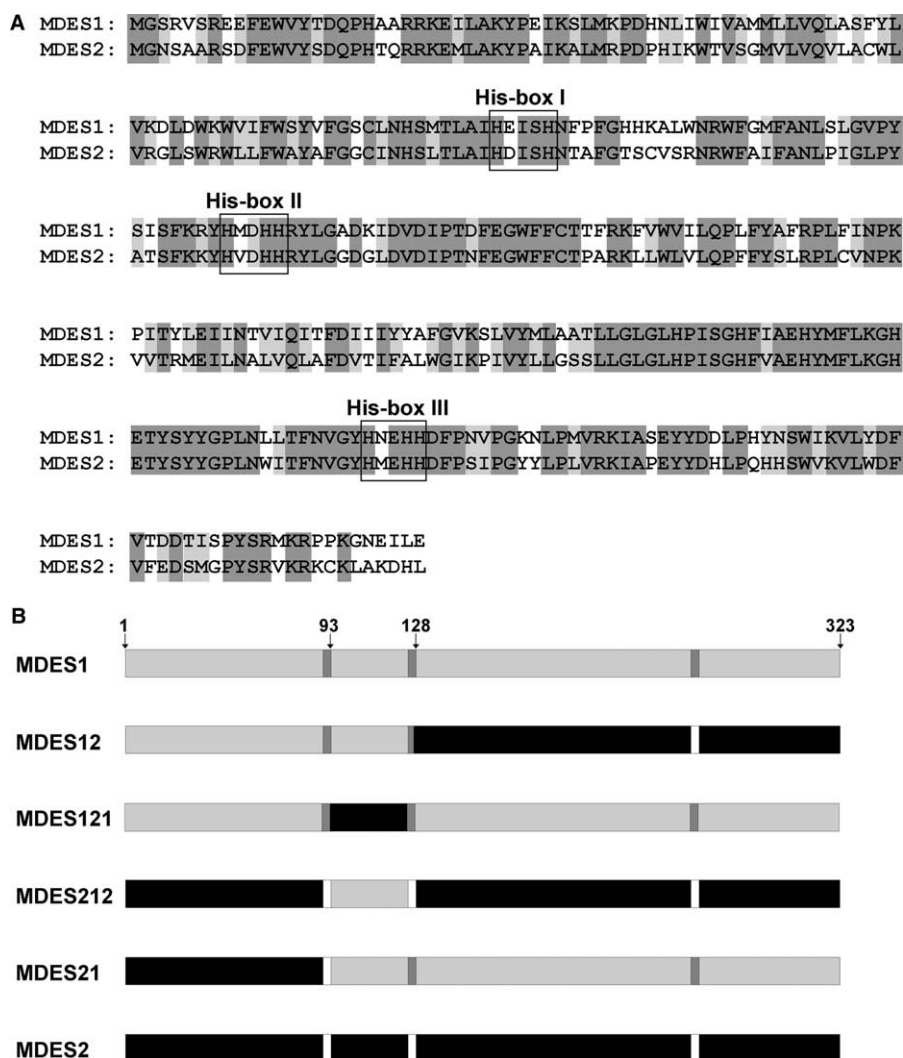 A
MDES1: MGSRVSREEFEWVYTDQPHAARRKEILAKYPEIKSLMKPDHNLIWIVAMMLLVQLASFYL
MDES2: MGNSAARSDFEWVYSDQPHTQRRKEMLAKYPAIKALMRPDPHIKWTVSGMVLVQVLACWL
His-box I
MDES1: VKDLDWKWVIFWSYVFGSCLNHSMTLAIHEISHNFPFGHHKALWNRWFGMFANLSLGVPY
MDES2: VRGLSWRWLLFWAYAFGGCINHSLTLAIHDISHNTAFGTSCVSRNRWFAIFANLPIGLPY
His-box II
MDES1: SISFKRYHMDHHRYLGADKIDVDIPTDFEGWFFCTTFRKFVWVILQPLFYAFRPLFINPK
MDES2: ATSFKKYHVDHHRYLGGDGLDVDIPTNFEGWFFCTPARKLLWLVLQPFFYSLRPLCVNPK
MDES1: PITYLEIINTVIQITFDIIIYYAFGVKSLVYMLAATLLGLGLHPISGHFIAEHYMFLKGH
MDES2: VVTRMEILNALVQLAFDVTIFALWGIKPIVYLLGSSLLGLGLHPISGHFVAEHYMFLKGH
His-box III
MDES1: ETYSYYGPLNLLTFNVGYHNEHHDFPNVPGKNLPMVRKIASEYYDDLPHYNSWIKVLYDF
MDES2: ETYSYYGPLNWITFNVGYHMEHHDFPSIPGYYLPLVRKIAPEYYDHLPQHHSWVKVLWDF
MDES1: VTDDTISPYSRMKRPPKGNEILE
MDES2: VFEDSMGPYSRVKRKCKLAKDHL
B
1 93 128 323
MDES1
MDES12
MDES121
MDES212
MDES21
MDES2